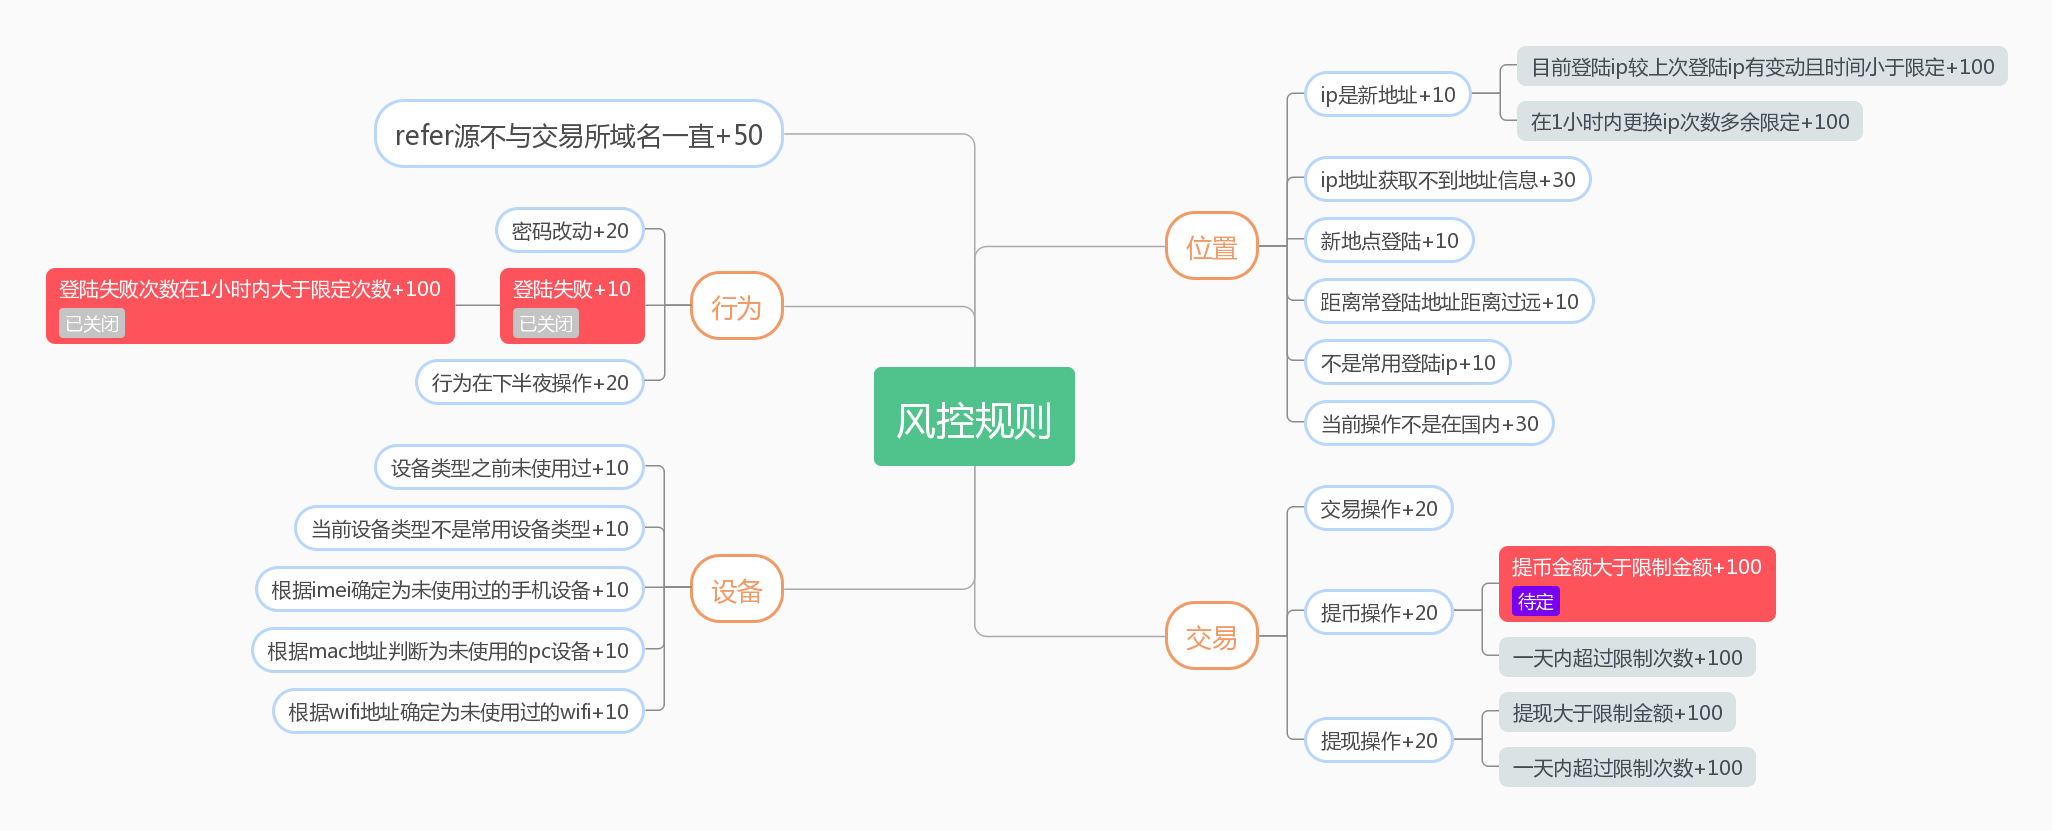 风控规则
refer源不与交易所域名一直+50
行为
密码改动+20
登陆失败+10
已关闭
登陆失败次数在1小时内大于限定次数+100
已关闭
行为在下半夜操作+20
设备
设备类型之前未使用过+10
当前设备类型不是常用设备类型+10
根据imei确定为未使用过的手机设备+10
根据mac地址判断为未使用的pc设备+10
根据wifi地址确定为未使用过的wifi+10
位置
ip是新地址+10
目前登陆ip较上次登陆ip有变动且时间小于限定+100
在1小时内更换ip次数多余限定+100
ip地址获取不到地址信息+30
新地点登陆+10
距离常登陆地址距离过远+10
不是常用登陆ip+10
当前操作不是在国内+30
交易
交易操作+20
提币操作+20
提币金额大于限制金额+100
待定
一天内超过限制次数+100
提现操作+20
提现大于限制金额+100
一天内超过限制次数+100